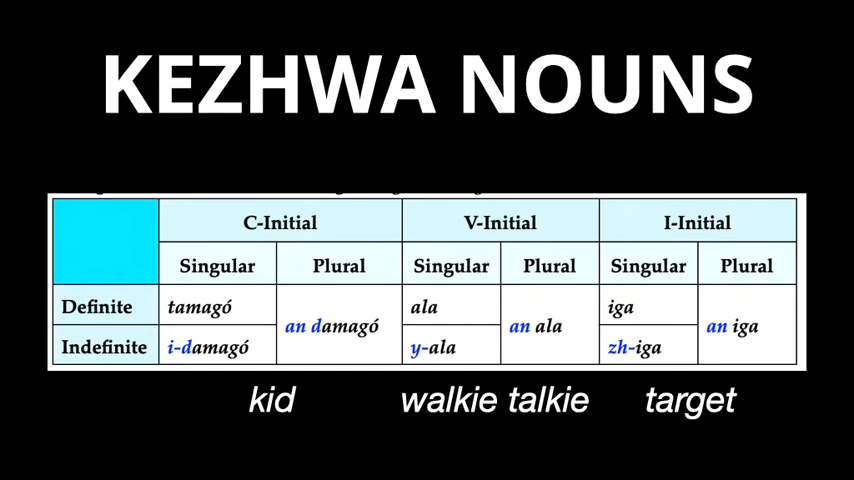 KEZHWA NOUNS
C-Initial V-Initial I-Initial
Singular Plural Singular Plural Singular Plural
Definite tamagó ala iga
an damagó an ala an iga
Indefinite i-damagó y-ala zh-iga
kid walkie talkie target